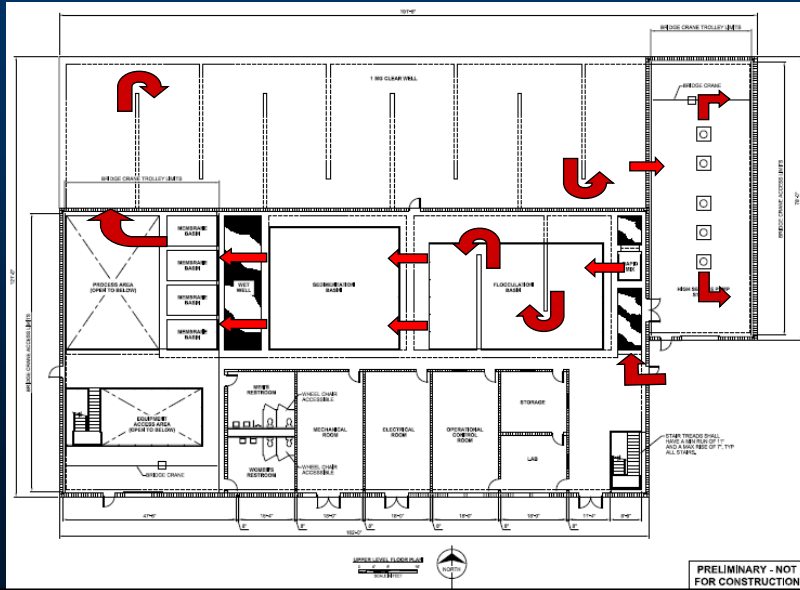 BRIDGE CRANE TROLLEY LIMITS
1 MG CLEAR WELL
BRIDGE CRANE
BRIDGE CRANE TROLLEY LIMITS
BRIDGE CRANE ACCESS LIMITS
MEMBRANE
BASIN
MEMBRANE
BASIN
MEMBRANE
BASIN
MEMBRANE
BASIN
PROCESS AREA
(OPEN TO BELOW)
WET
WELL
SEDIMENTATION
BASIN
FLOCCULATION
BASIN
RAPID
MIX
BRIDGE CRANE ACCESS LIMITS
EQUIPMENT
ACCESS AREA
(OPEN TO BELOW)
BRIDGE CRANE
MEN'S
RESTROOM
WHEEL CHAIR
ACCESSIBLE
WOMEN'S
RESTROOM
WHEEL CHAIR
ACCESSIBLE
MECHANICAL
ROOM
ELECTRICAL
ROOM
OPERATIONAL
CONTROL
ROOM
STORAGE
LAB
STAIR TREADS SHALL
HAVE A MIN RUN OF 11"
AND A MAX RISE OF 7", TYP
ALL STAIRS.
UPPER LEVEL FLOOR PLAN
NORTH
PRELIMINARY - NOT
FOR CONSTRUCTION